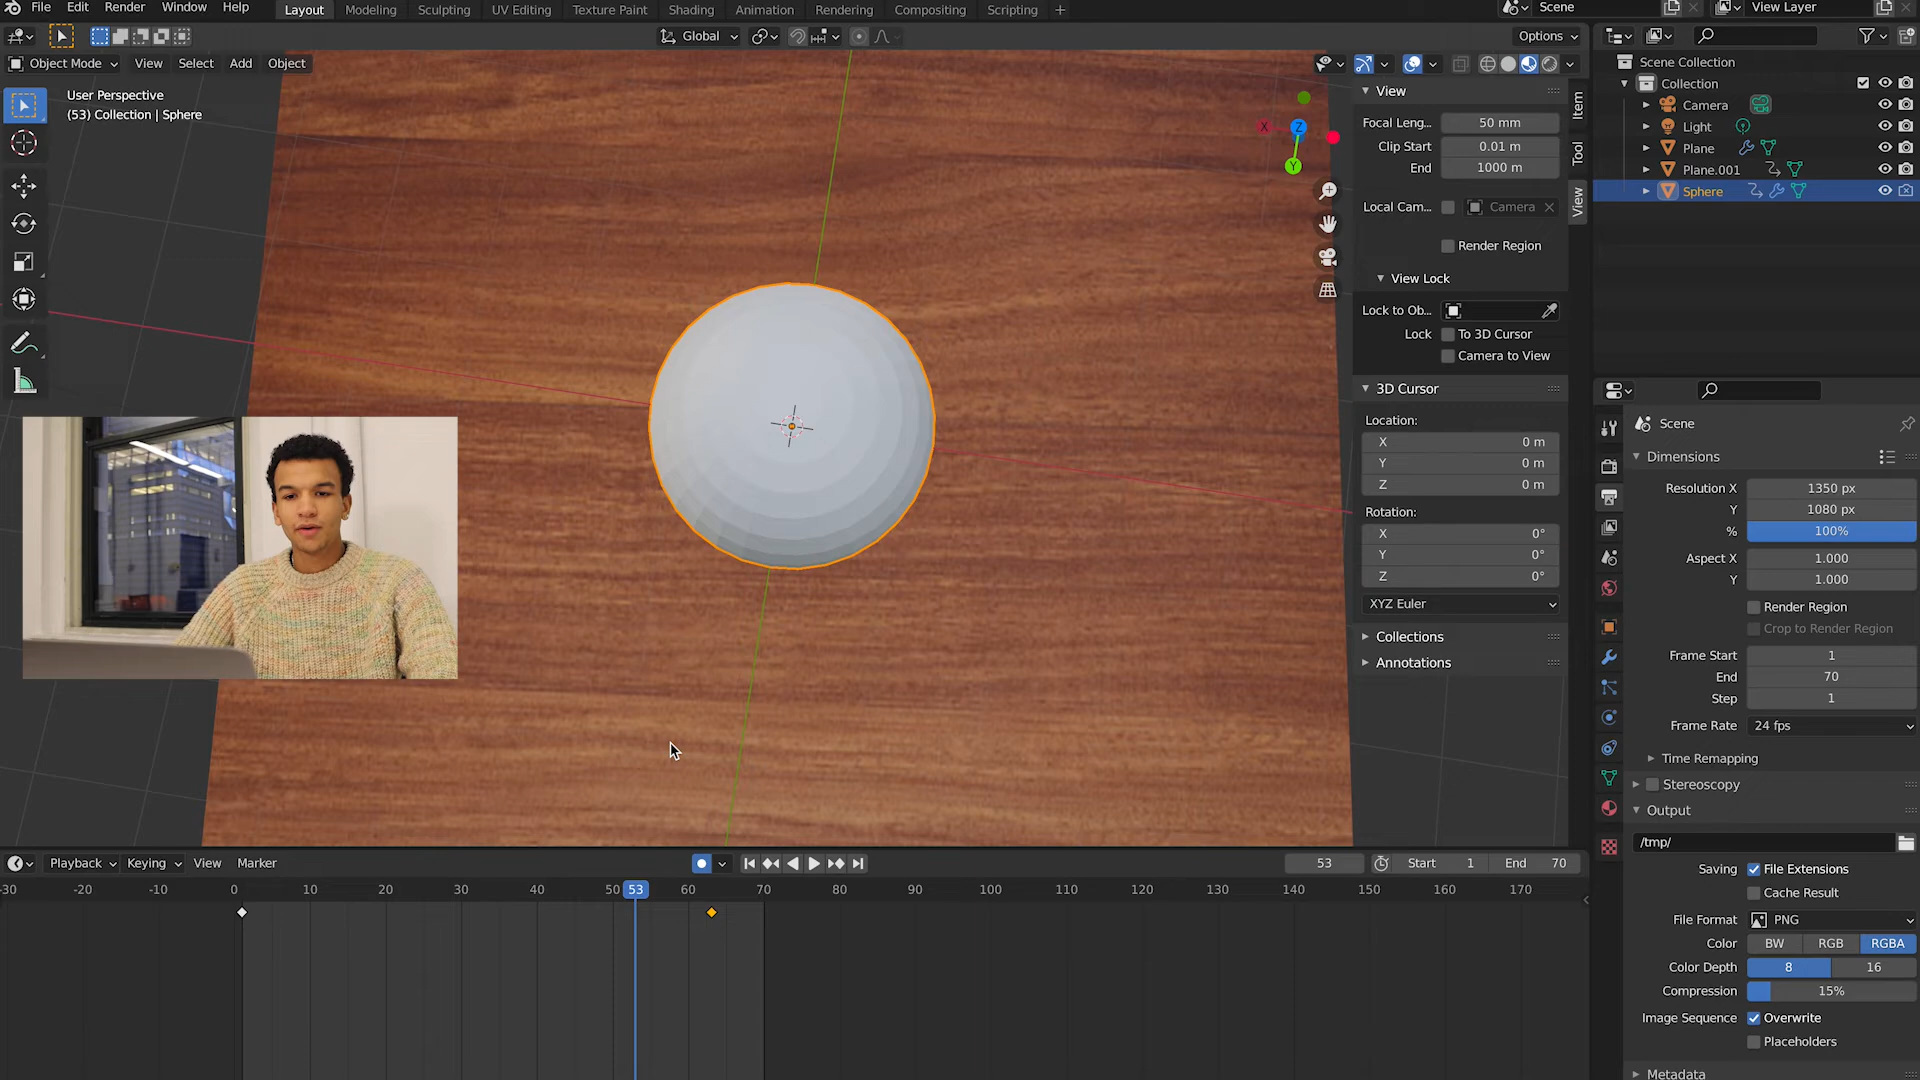 File Edit Render Window Help Layout Modeling Sculpting UV Editing Texture Paint Shading Animation Rendering Compositing Scripting + Scene View Layer
Global Options
Object Mode View Select Add Object
User Perspective
(53) Collection | Sphere
X Z Y
View
Focal Leng... 50 mm
Clip Start 0.01 m
End 1000 m
Local Cam... Camera
Render Region
View Lock
Lock to Ob...
Lock To 3D Cursor
Camera to View
3D Cursor
Location:
X 0 m
Y 0 m
Z 0 m
Rotation:
X 0°
Y 0°
Z 0°
XYZ Euler
Collections
Annotations
Item
Tool
View
Scene Collection
Collection
Camera
Light
Plane
Plane.001
Sphere
Scene
Dimensions
Resolution X 1350 px
Y 1080 px
% 100%
Aspect X 1.000
Y 1.000
Render Region
Crop to Render Region
Frame Start 1
End 70
Step 1
Frame Rate 24 fps
Time Remapping
Stereoscopy
Output
/tmp/
Saving File Extensions
Cache Result
File Format PNG
Color BW RGB RGBA
Color Depth 8 16
Compression 15%
Image Sequence Overwrite
Placeholders
Metadata
Playback Keying View Marker 53 Start 1 End 70
-30 -20 -10 0 10 20 30 40 50 53 60 70 80 90 100 110 120 130 140 150 160 170